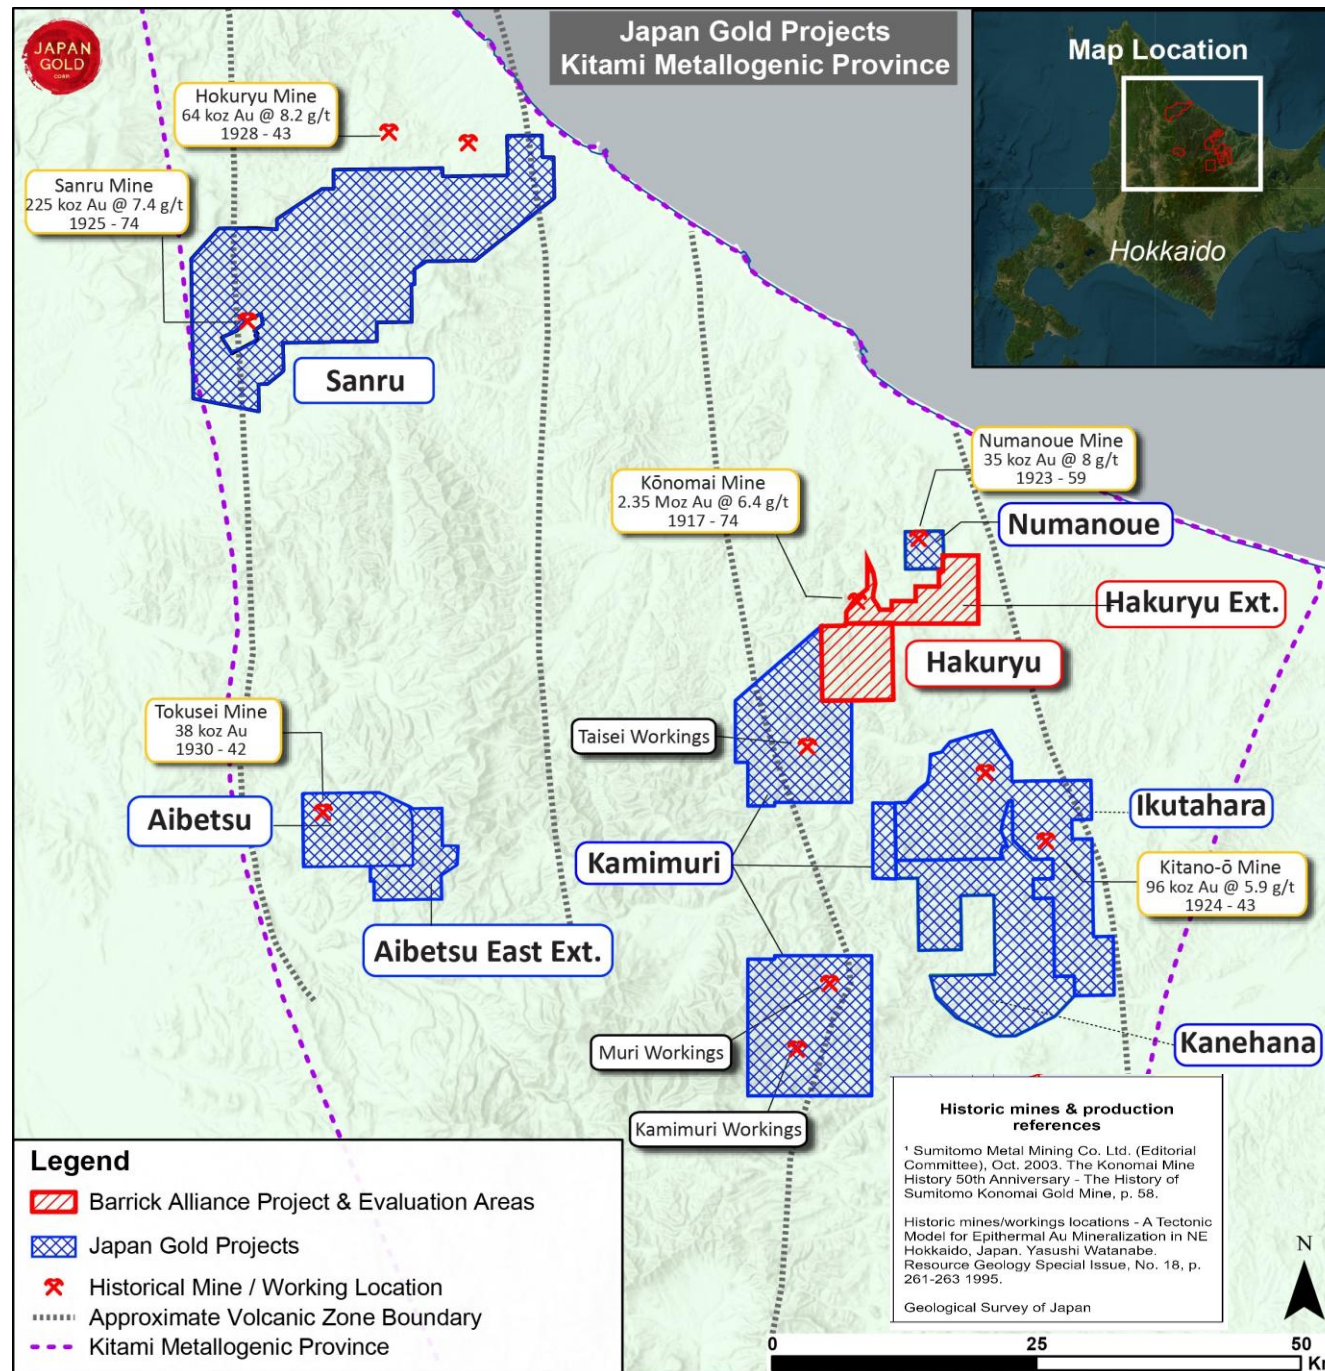 JAPAN
GOLD
CORP.
Japan Gold Projects
Kitami Metallogenic Province
Map Location
Hokkaido
Hokuryu Mine
64 koz Au @ 8.2 g/t
1928 - 43
Sanru Mine
225 koz Au @ 7.4 g/t
1925 - 74
Sanru
Numanoue Mine
35 koz Au @ 8 g/t
1923 - 59
Kōnomai Mine
2.35 Moz Au @ 6.4 g/t
1917 - 74
Numanoue
Hakuryu Ext.
Hakuryu
Tokusei Mine
38 koz Au
1930 - 42
Taisei Workings
Aibetsu
Ikutahara
Kamimuri
Kitano-ō Mine
96 koz Au @ 5.9 g/t
1924 - 43
Aibetsu East Ext.
Kanehana
Muri Workings
Kamimuri Workings
Historic mines & production
references
¹ Sumitomo Metal Mining Co. Ltd. (Editorial
Committee), Oct. 2003. The Konomai Mine
History 50th Anniversary - The History of
Sumitomo Konomai Gold Mine, p. 58.
Historic mines/workings locations - A Tectonic
Model for Epithermal Au Mineralization in NE
Hokkaido, Japan. Yasushi Watanabe.
Resource Geology Special Issue, No. 18, p.
261-263 1995.
Geological Survey of Japan
Legend
Barrick Alliance Project & Evaluation Areas
Japan Gold Projects
Historical Mine / Working Location
Approximate Volcanic Zone Boundary
Kitami Metallogenic Province
N
0 25 50